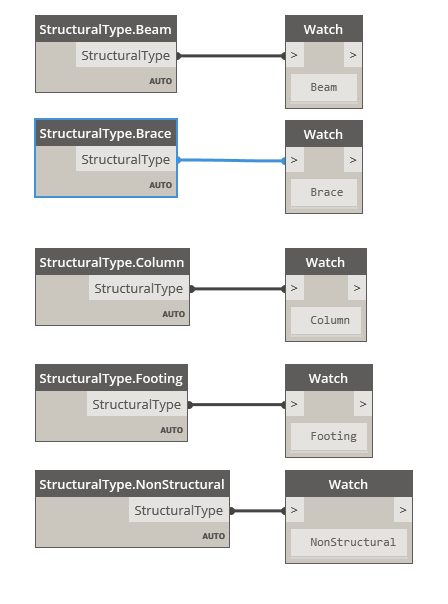 StructuralType.Beam Watch
StructuralType > >
AUTO
Beam
StructuralType.Brace Watch
StructuralType > >
AUTO
Brace
StructuralType.Column Watch
StructuralType > >
AUTO
Column
StructuralType.Footing Watch
StructuralType > >
AUTO
Footing
StructuralType.NonStructural Watch
StructuralType > >
AUTO
NonStructural